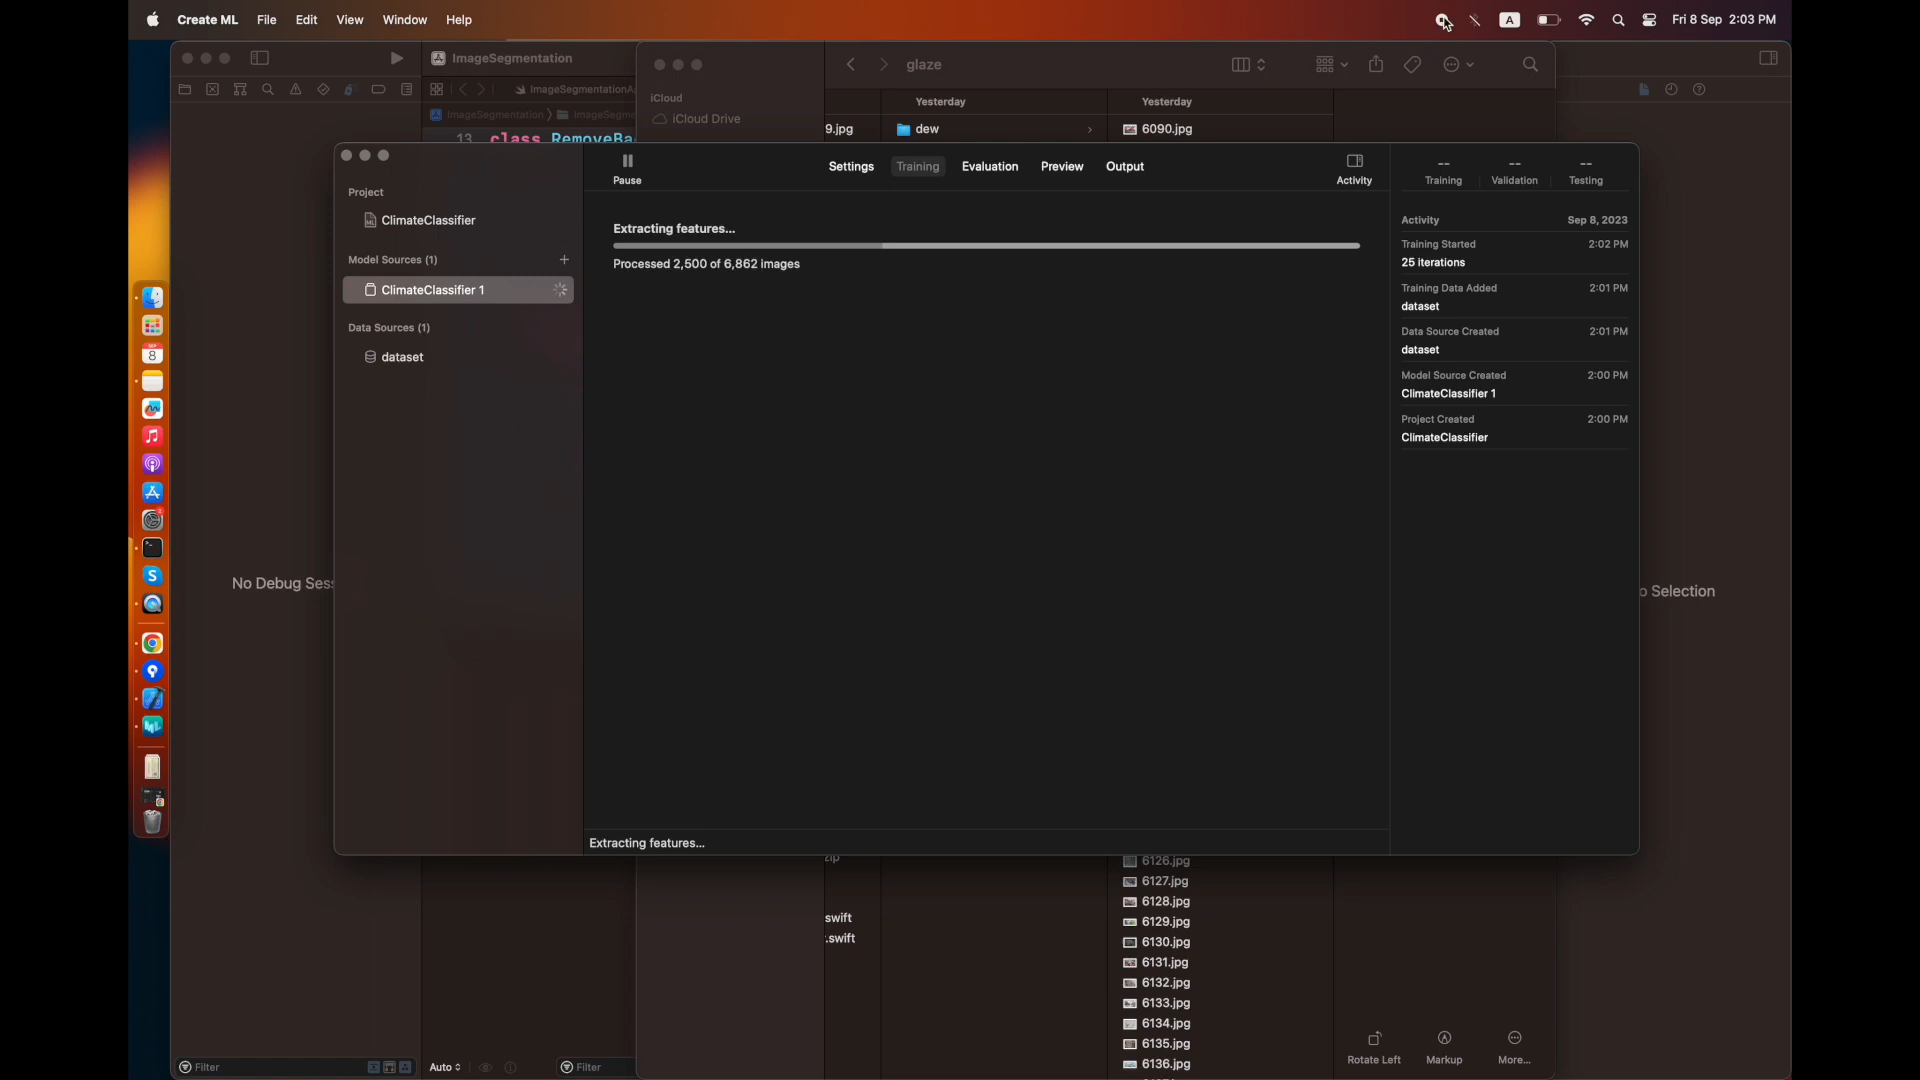 Create ML File Edit View Window Help
A Fri 8 Sep 2:03 PM
ImageSegmentation
glaze
iCloud
iCloud Drive
Yesterday
Yesterday
ImageSegmentation
9.jpg
dew
6090.jpg
13 class
Pause
Settings Training Evaluation Preview Output
Activity
-- Training
-- Validation
-- Testing
Project
ClimateClassifier
Model Sources (1) +
ClimateClassifier 1
Data Sources (1)
dataset
Extracting features...
Processed 2,500 of 6,862 images
Activity Sep 8, 2023
Training Started 2:02 PM
25 iterations
Training Data Added 2:01 PM
dataset
Data Source Created 2:01 PM
dataset
Model Source Created 2:00 PM
ClimateClassifier 1
Project Created 2:00 PM
ClimateClassifier
No Debug Ses
o Selection
Extracting features...
6126.jpg
6127.jpg
6128.jpg
.swift
6129.jpg
.swift
6130.jpg
6131.jpg
6132.jpg
6133.jpg
6134.jpg
6135.jpg
6136.jpg
Rotate Left
Markup
More...
Filter
Auto
Filter